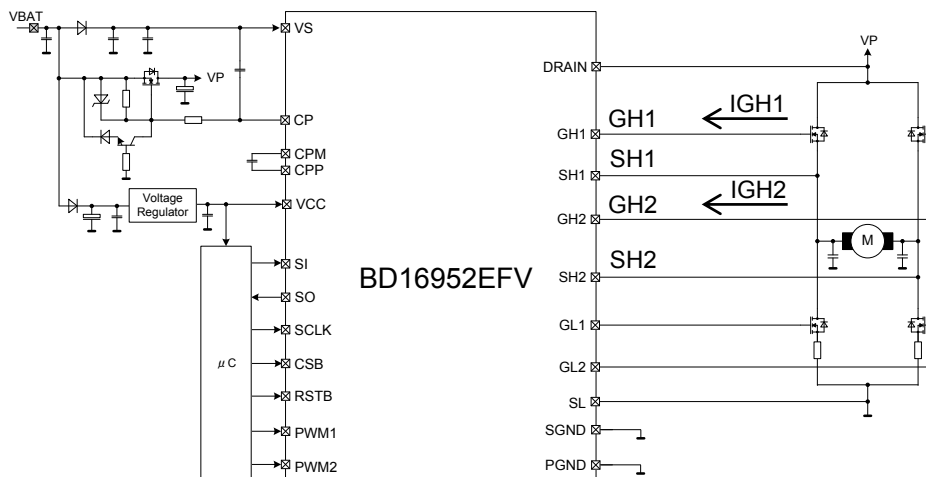 VBAT
VS
VP
CP
CPM
CPP
Voltage
Regulator
VCC
SI
SO
SCLK
μC
CSB
RSTB
PWM1
PWM2
BD16952EFV
VP
DRAIN
IGH1
GH1
GH1
SH1
SH1
IGH2
GH2
GH2
M
SH2
SH2
GL1
GL2
SL
SGND
PGND